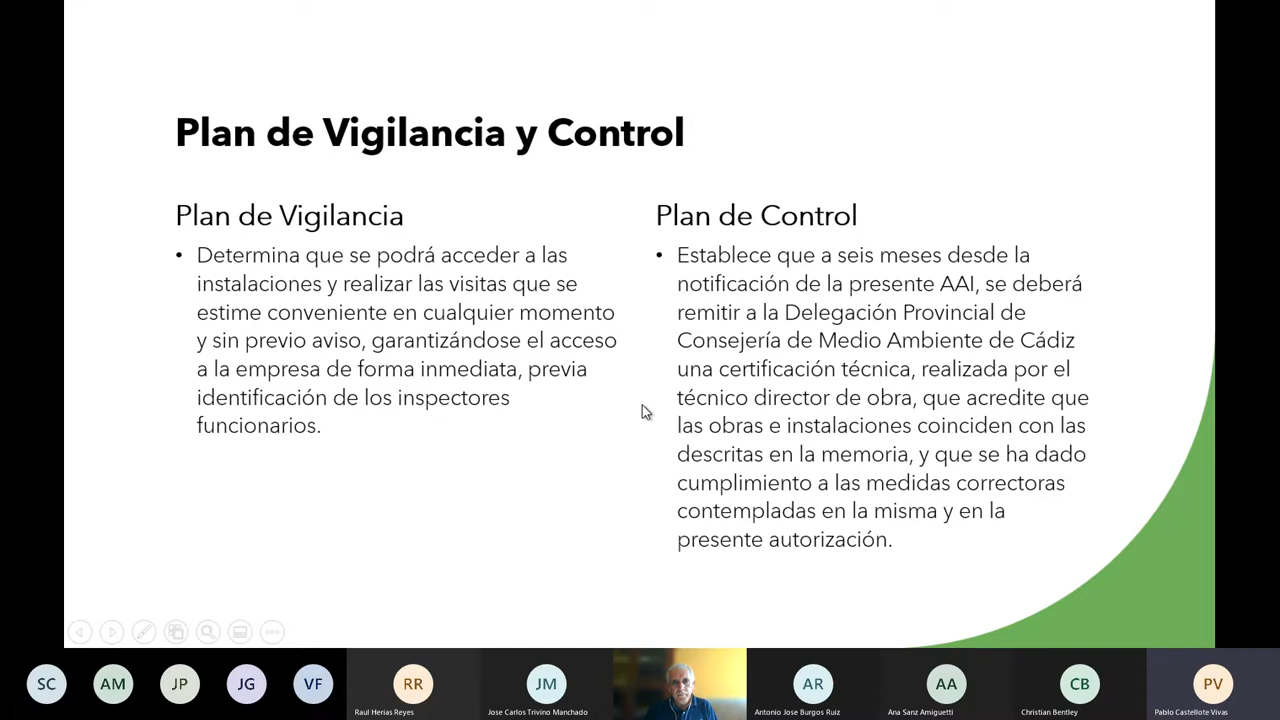 Plan de Vigilancia y Control
Plan de Vigilancia
• Determina que se podrá acceder a las
instalaciones y realizar las visitas que se
estime conveniente en cualquier momento
y sin previo aviso, garantizándose el acceso
a la empresa de forma inmediata, previa
identificación de los inspectores
funcionarios.
Plan de Control
• Establece que a seis meses desde la
notificación de la presente AAI, se deberá
remitir a la Delegación Provincial de
Consejería de Medio Ambiente de Cádiz
una certificación técnica, realizada por el
técnico director de obra, que acredite que
las obras e instalaciones coinciden con las
descritas en la memoria, y que se ha dado
cumplimiento a las medidas correctoras
contempladas en la misma y en la
presente autorización.
SC
AM
JP
JG
VF
RR
Raul Herias Reyes
JM
Jose Carlos Trivino Manchado
AR
Antonio Jose Burgos Ruiz
AA
Ana Sanz Amiguetti
CB
Christian Bentley
PV
Pablo Castellote Vivas